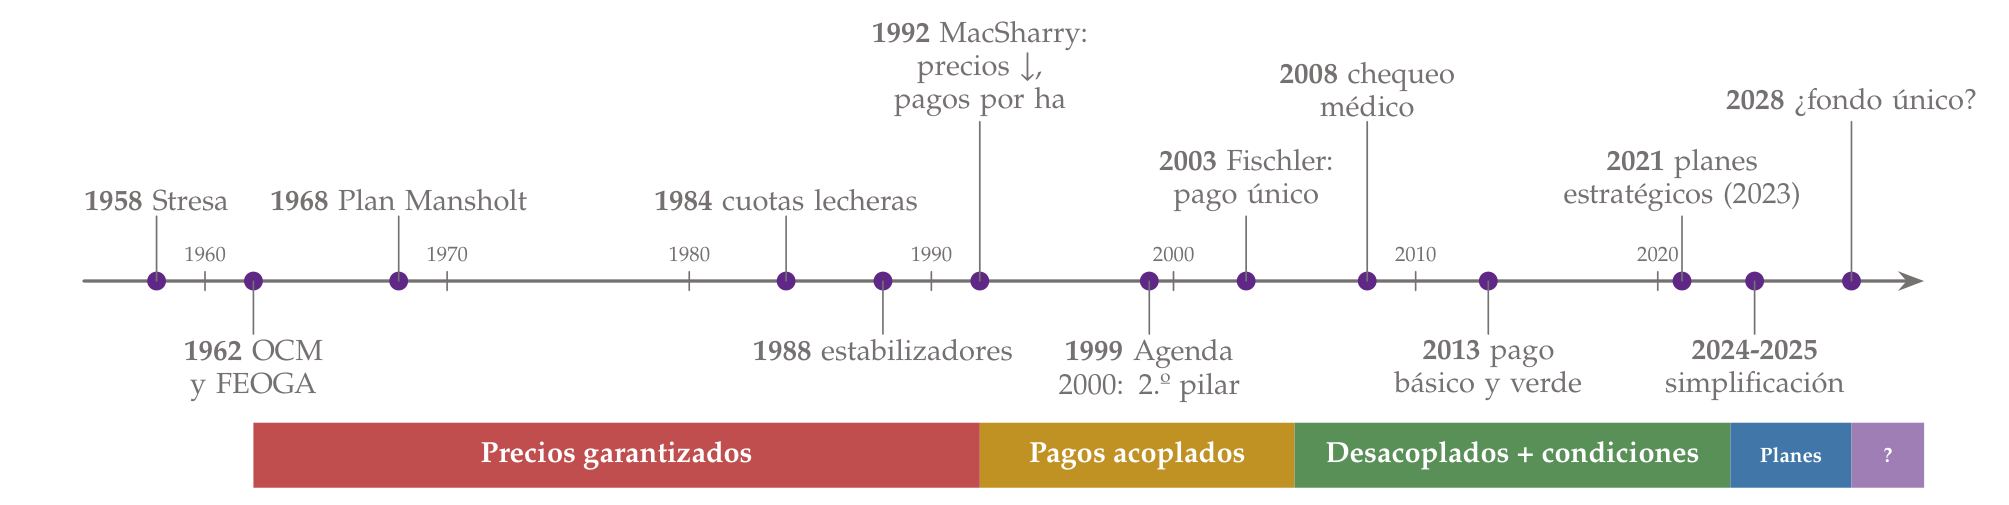 1992 MacSharry:
precios ↓,
pagos por ha
2008 chequeo
médico
2028 ¿fondo único?
2003 Fischler:
pago único
2021 planes
estratégicos (2023)
1958 Stresa
1968 Plan Mansholt
1984 cuotas lecheras
1960
1970
1980
1990
2000
2010
2020
1962 OCM
y FEOGA
1988 estabilizadores
1999 Agenda
2000: 2.º pilar
2013 pago
básico y verde
2024-2025
simplificación
Precios garantizados
Pagos acoplados
Desacoplados + condiciones
Planes
?